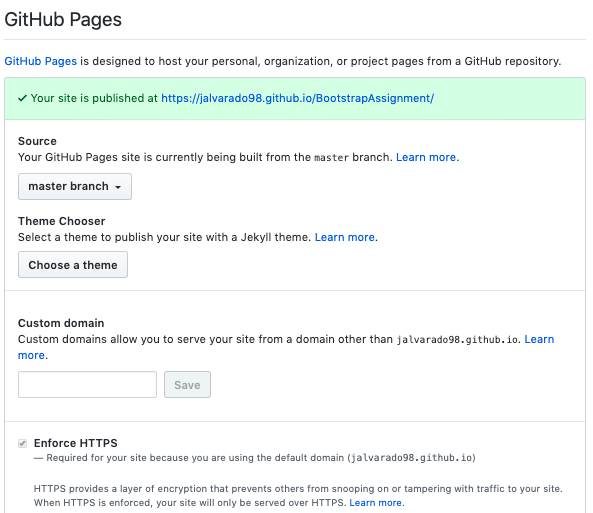 GitHub Pages
GitHub Pages is designed to host your personal, organization, or project pages from a GitHub repository.
✓ Your site is published at https://jalvarado98.github.io/BootstrapAssignment/
Source
Your GitHub Pages site is currently being built from the master branch. Learn more.
master branch
Theme Chooser
Select a theme to publish your site with a Jekyll theme. Learn more.
Choose a theme
Custom domain
Custom domains allow you to serve your site from a domain other than jalvarado98.github.io. Learn
more.
Save
Enforce HTTPS
— Required for your site because you are using the default domain (jalvarado98.github.io)
HTTPS provides a layer of encryption that prevents others from snooping on or tampering with traffic to your site.
When HTTPS is enforced, your site will only be served over HTTPS. Learn more.